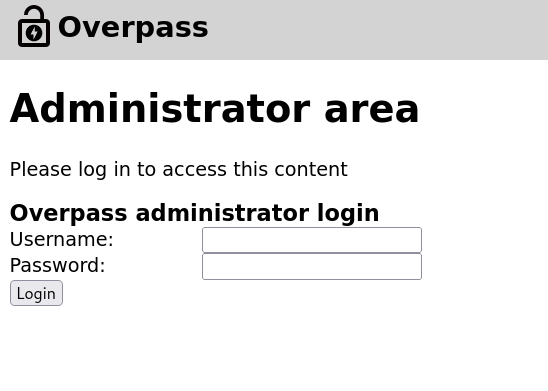 Overpass
Administrator area
Please log in to access this content
Overpass administrator login
Username:
Password:
Login